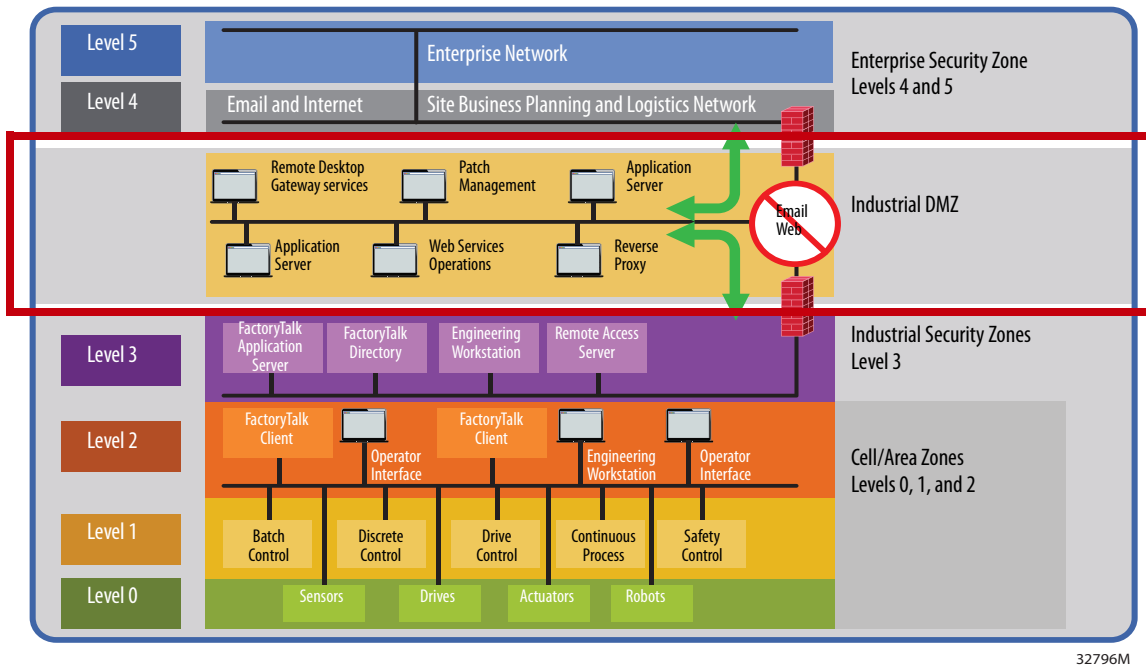 Level 5
Enterprise Network
Enterprise Security Zone
Levels 4 and 5
Level 4
Email and Internet
Site Business Planning and Logistics Network
Remote Desktop
Gateway services
Patch
Management
Application
Server
Email
Web
Industrial DMZ
Application
Server
Web Services
Operations
Reverse
Proxy
Level 3
FactoryTalk
Application
Server
FactoryTalk
Directory
Engineering
Workstation
Remote Access
Server
Industrial Security Zones
Level 3
Level 2
FactoryTalk
Client
Operator
Interface
FactoryTalk
Client
Engineering
Workstation
Operator
Interface
Cell/Area Zones
Levels 0, 1, and 2
Level 1
Batch
Control
Discrete
Control
Drive
Control
Continuous
Process
Safety
Control
Level 0
Sensors
Drives
Actuators
Robots
32796M